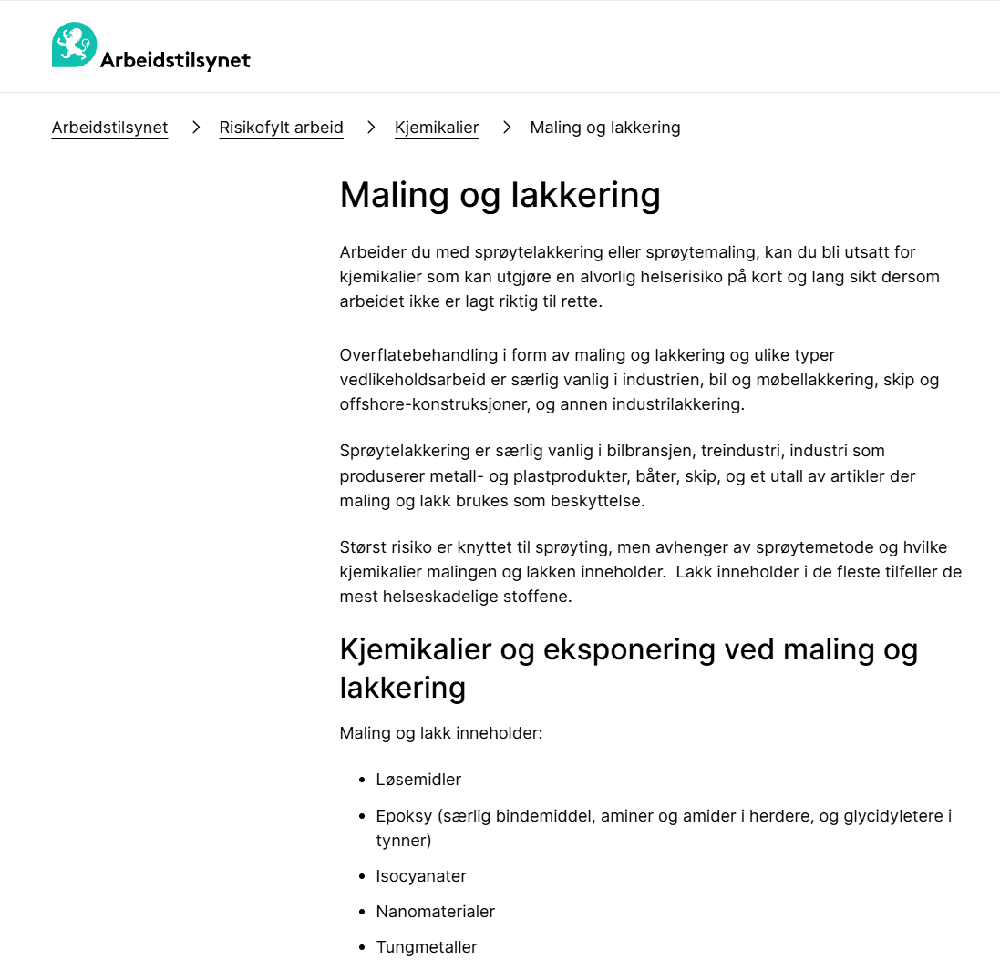 Arbeidstilsynet
Arbeidstilsynet > Risikofylt arbeid > Kjemikalier > Maling og lakkering
Maling og lakkering
Arbeider du med sprøytelakkering eller sprøytemaling, kan du bli utsatt for
kjemikalier som kan utgjøre en alvorlig helserisiko på kort og lang sikt dersom
arbeidet ikke er lagt riktig til rette.
Overflatebehandling i form av maling og lakkering og ulike typer
vedlikeholdsarbeid er særlig vanlig i industrien, bil og møbellakkering, skip og
offshore-konstruksjoner, og annen industrilakkering.
Sprøytelakkering er særlig vanlig i bilbransjen, treindustri, industri som
produserer metall- og plastprodukter, båter, skip, og et utall av artikler der
maling og lakk brukes som beskyttelse.
Størst risiko er knyttet til sprøyting, men avhenger av sprøytemetode og hvilke
kjemikalier malingen og lakken inneholder.  Lakk inneholder i de fleste tilfeller de
mest helseskadelige stoffene.
Kjemikalier og eksponering ved maling og
lakkering
Maling og lakk inneholder:
• Løsemidler
• Epoksy (særlig bindemiddel, aminer og amider i herdere, og glycidyletere i
tynner)
• Isocyanater
• Nanomaterialer
• Tungmetaller